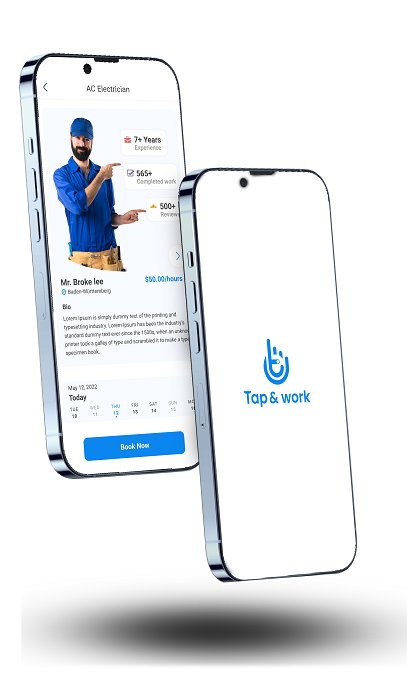 AC Electrician
7+ Years
Experience
565+
Completed work
500+
Reviews
Mr. Broke lee
$50.00/hours
Baden-Württemberg
Bio
Lorem Ipsum is simply dummy text of the printing and
typesetting industry. Lorem Ipsum has been the industry's
standard dummy text ever since the 1500s, when an unknown
printer took a galley of type and scrambled it to make a type
specimen book.
May 12, 2022
Today
TUE WED THU FRI SAT SUN
10 11 12 13 14 15
Book Now
Tap & work